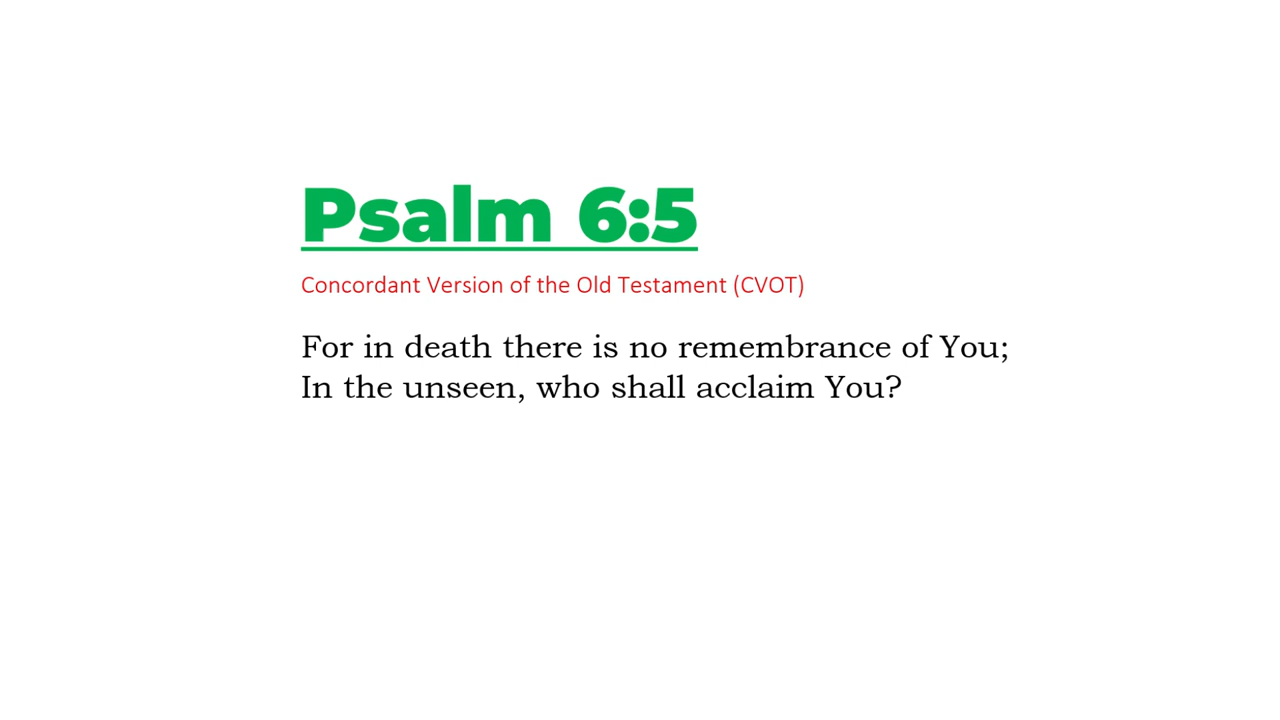 Psalm 6:5
Concordant Version of the Old Testament (CVOT)
For in death there is no remembrance of You;
In the unseen, who shall acclaim You?